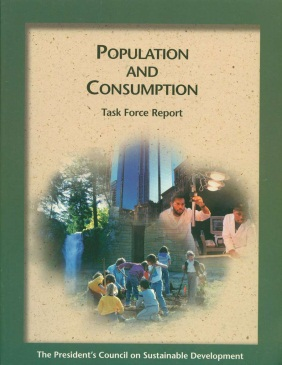 POPULATION
AND
CONSUMPTION
Task Force Report
The President's Council on Sustainable Development